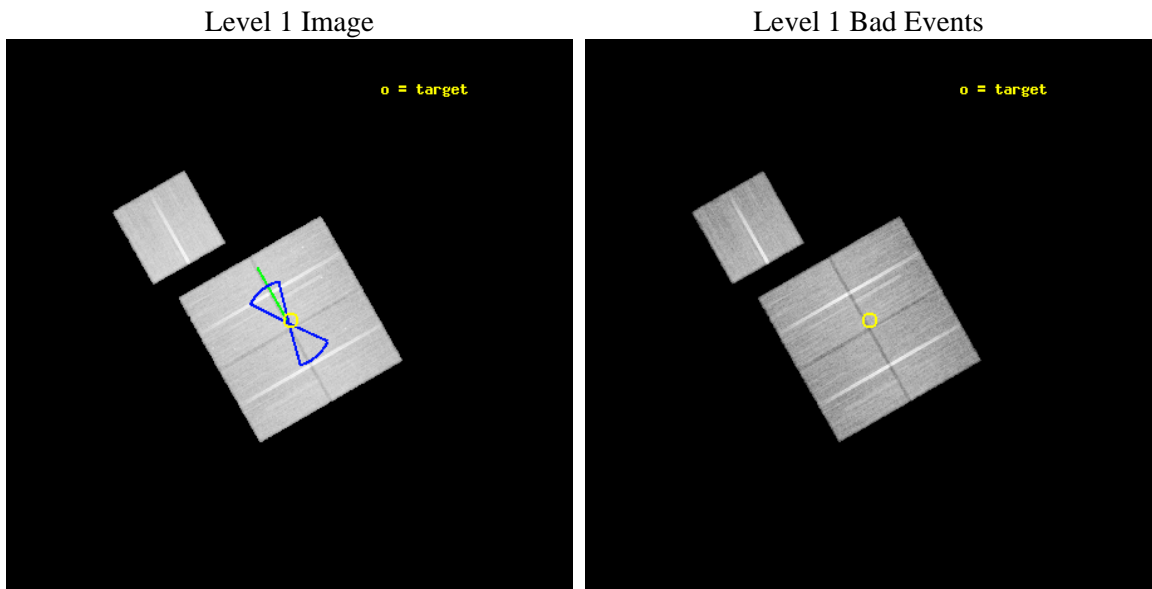 Level 1 Image
Level 1 Bad Events
o = target
o = target